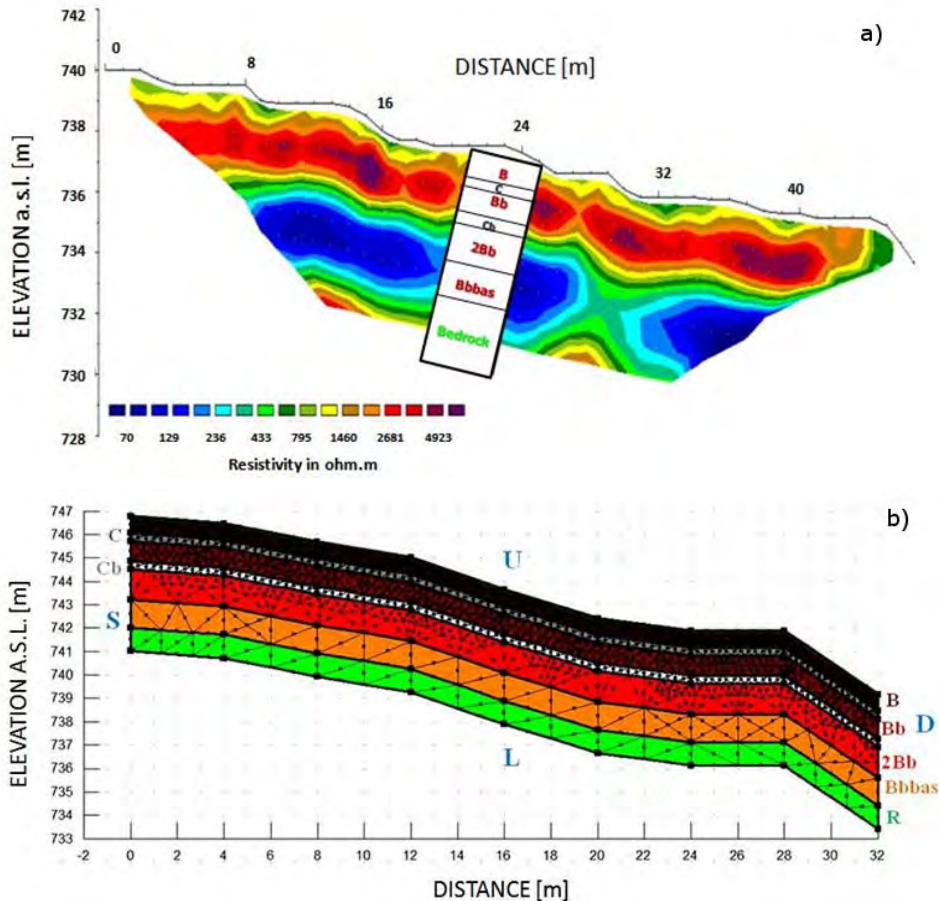 a)
742
740
738
736
734
732
730
728
ELEVATION a. s.l. [m]
DISTANCE [m]
0
8
16
24
32
40
B
C
Bb
Cb
2Bb
Bbbas
Bedrock
70 129 236 433 795 1460 2681 4923
Resistivity in ohm.m
b)
747
746
745
744
743
742
741
740
739
738
737
736
735
734
733
ELEVATION A.S.L. [m]
C
Cb
S
U
L
D
B
Bb
2Bb
Bbbas
R
-2 0 2 4 6 8 10 12 14 16 18 20 22 24 26 28 30 32
DISTANCE [m]